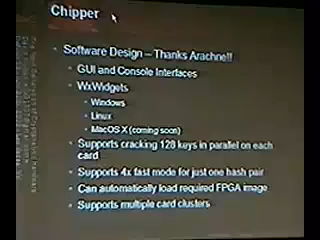 Chipper
Software Design – Thanks Arachne!!
GUI and Console Interfaces
WxWidgets
Windows
Linux
MacOS X (coming soon)
Supports cracking 128 keys in parallel on each
card
Supports 4x fast mode for just one hash pair
Can automatically load required FPGA image
Supports multiple card clusters